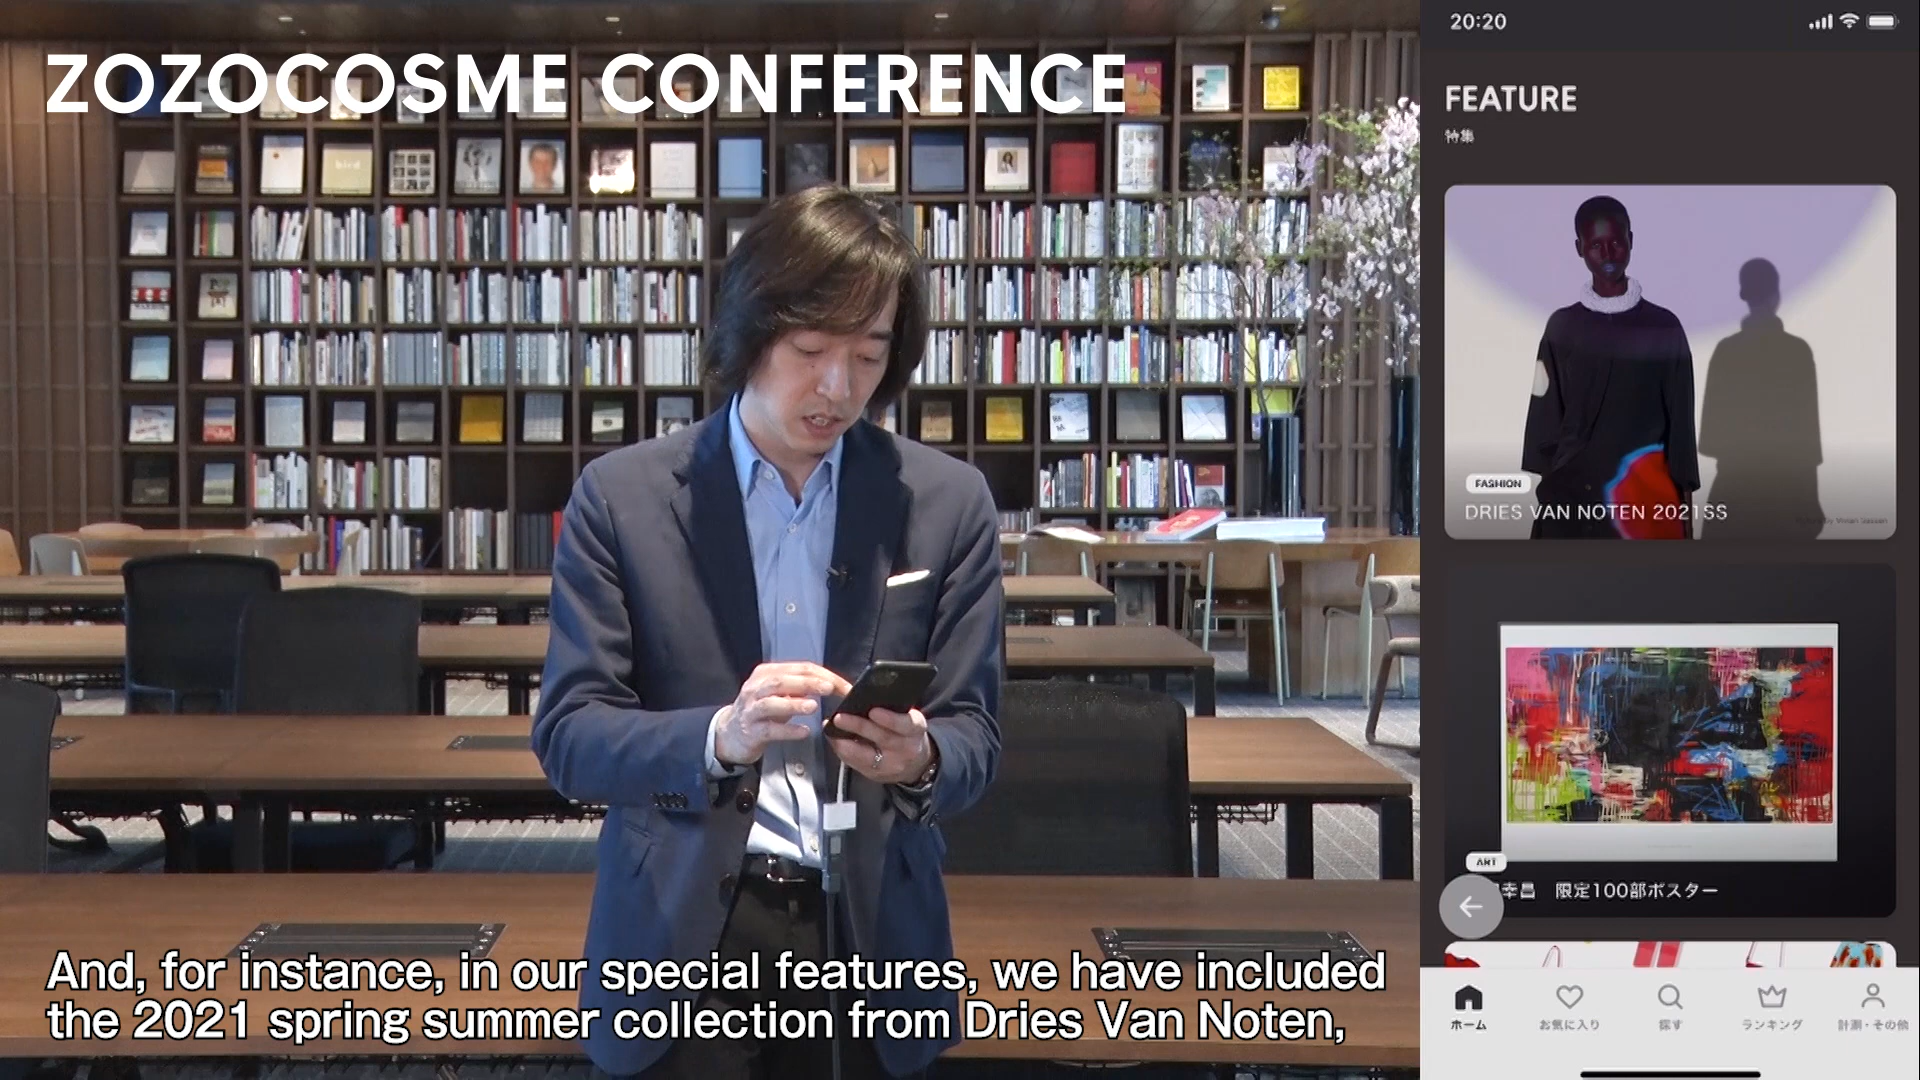 ZOZOCOSME CONFERENCE
bird
And, for instance, in our special features, we have included
the 2021 spring summer collection from Dries Van Noten,
20:20
FEATURE
特集
FASHION
DRIES VAN NOTEN 2021SS
ART
幸昌 限定100部ポスター
ホーム
お気に入り
探す
ランキング
計測・その他